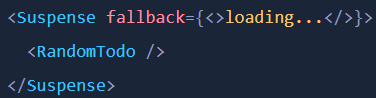 <Suspense fallback={<>loading...</>}>
  <RandomTodo />
</Suspense>